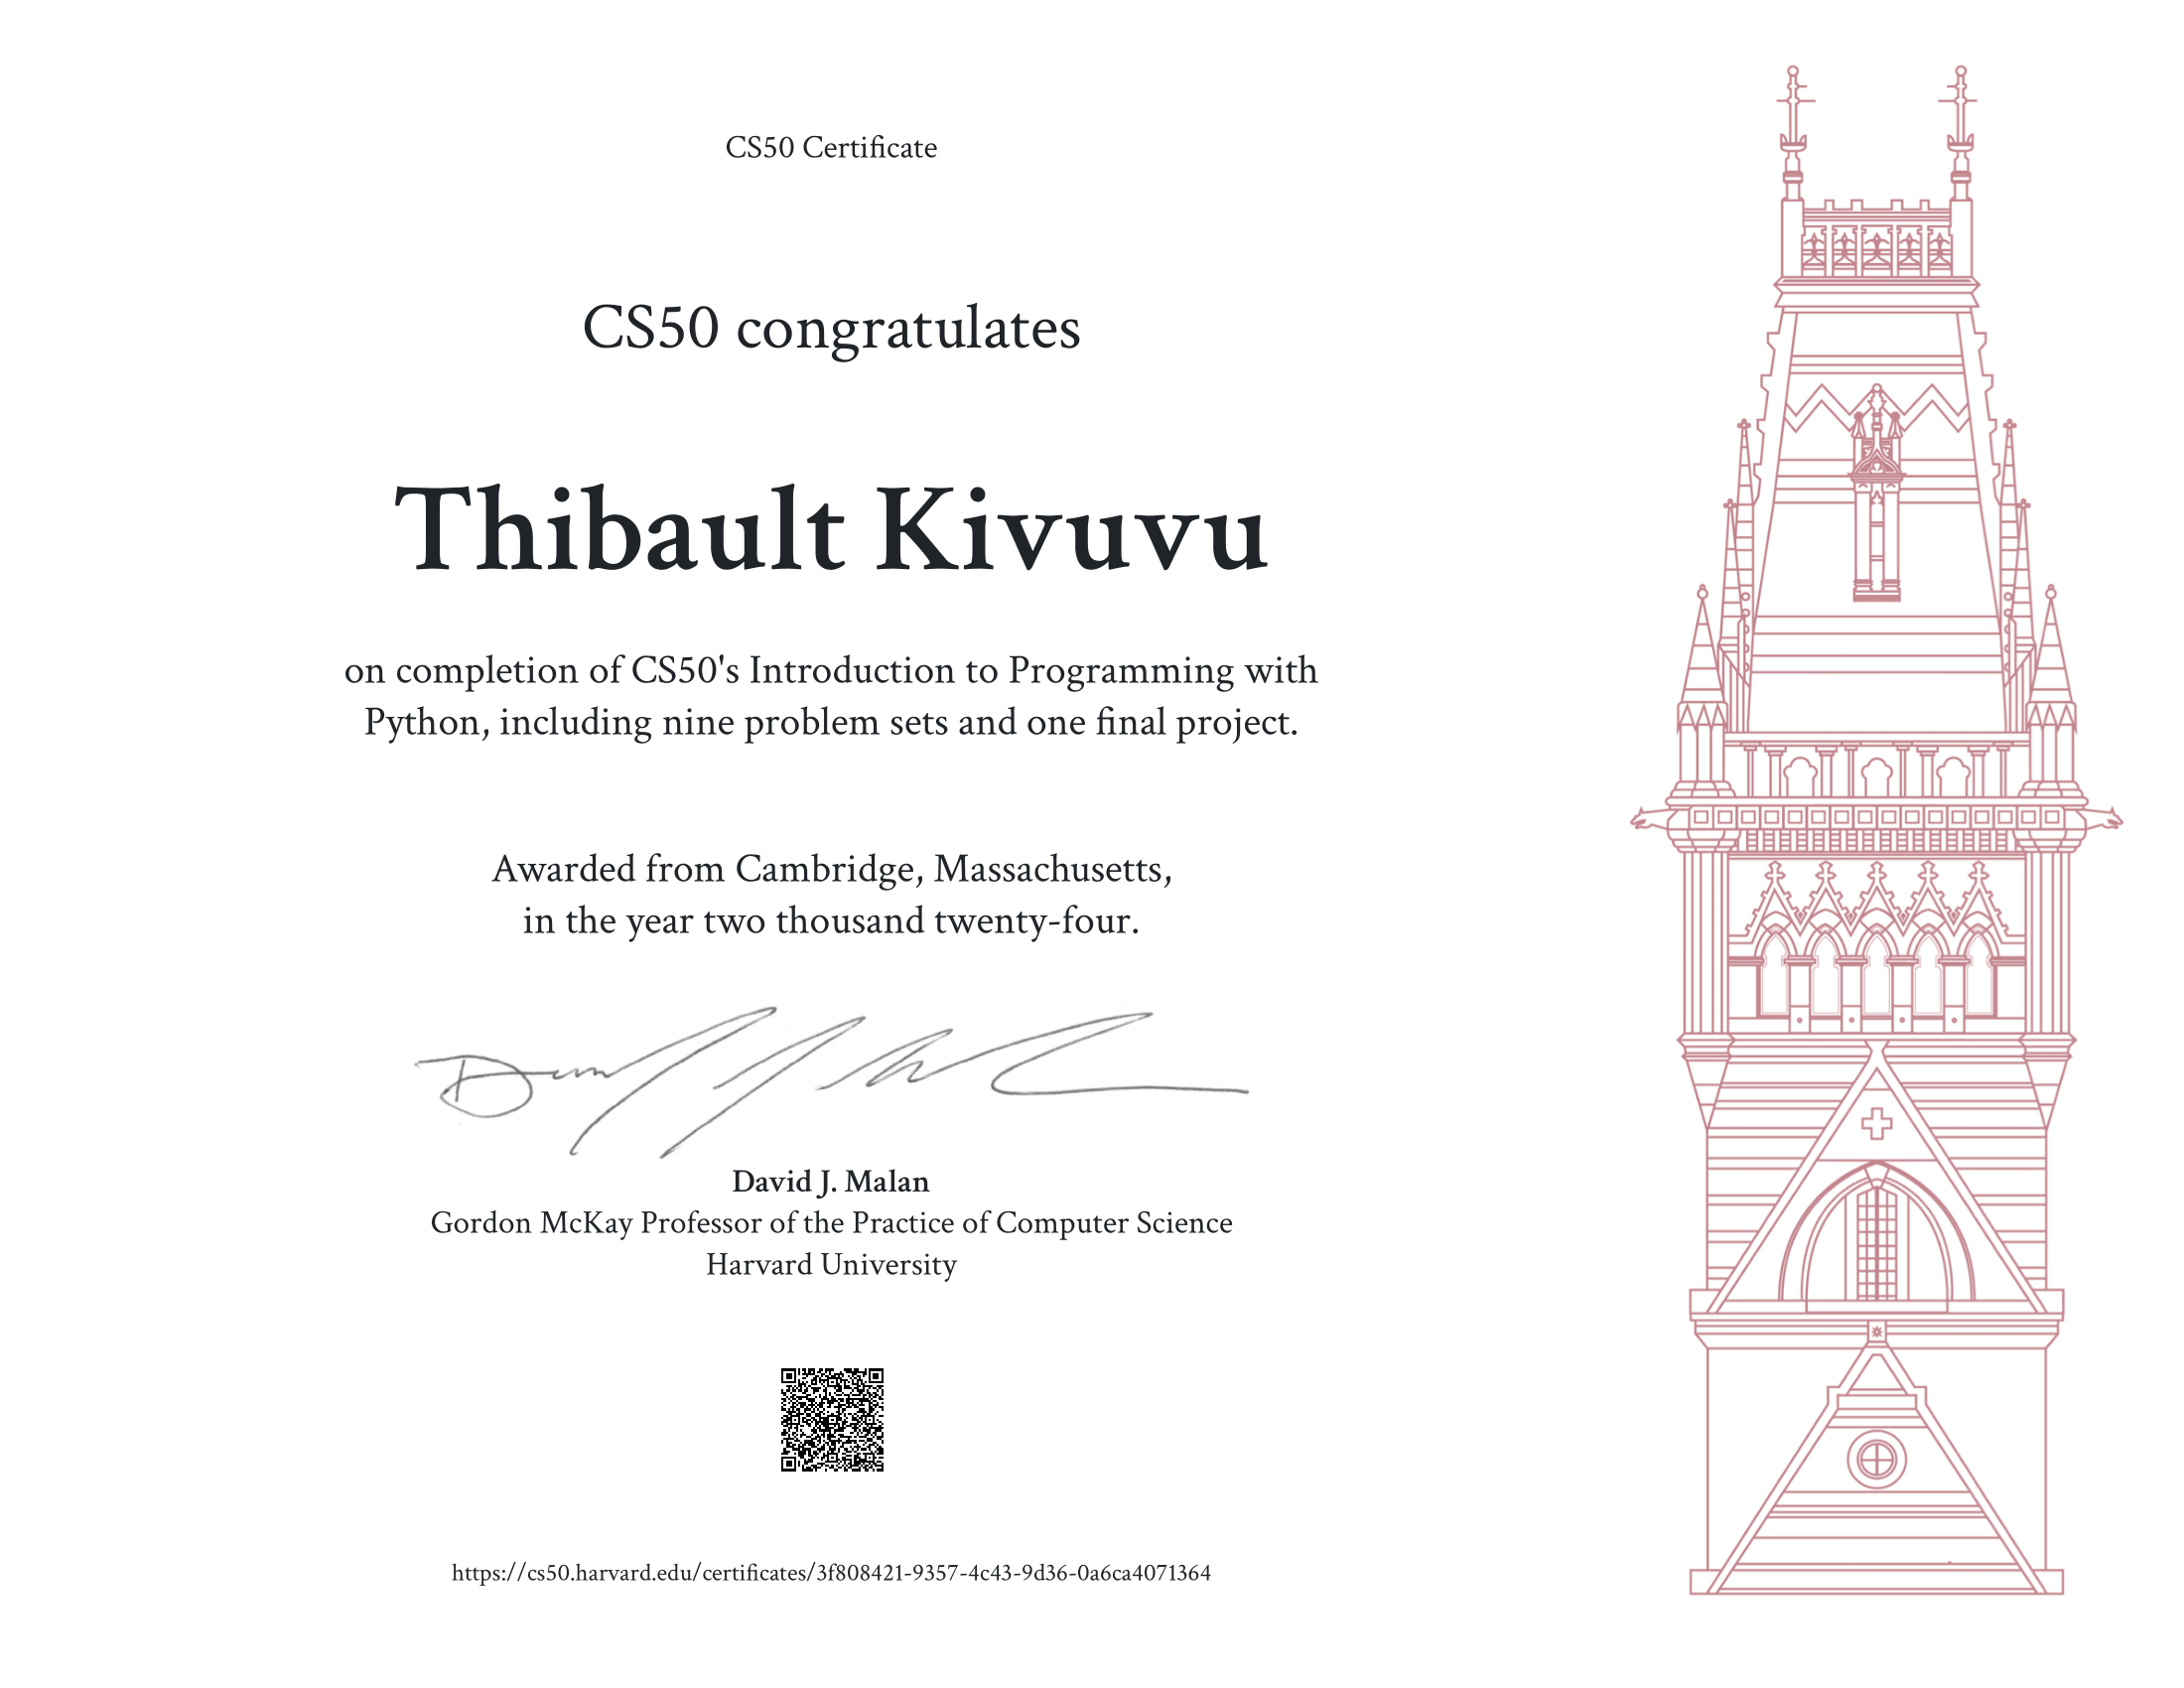 CS50 Certificate
CS50 congratulates
Thibault Kivuvu
on completion of CS50's Introduction to Programming with
Python, including nine problem sets and one final project.
Awarded from Cambridge, Massachusetts,
in the year two thousand twenty-four.
David J. Malan
Gordon McKay Professor of the Practice of Computer Science
Harvard University
https://cs50.harvard.edu/certificates/3f808421-9357-4c43-9d36-0a6ca4071364